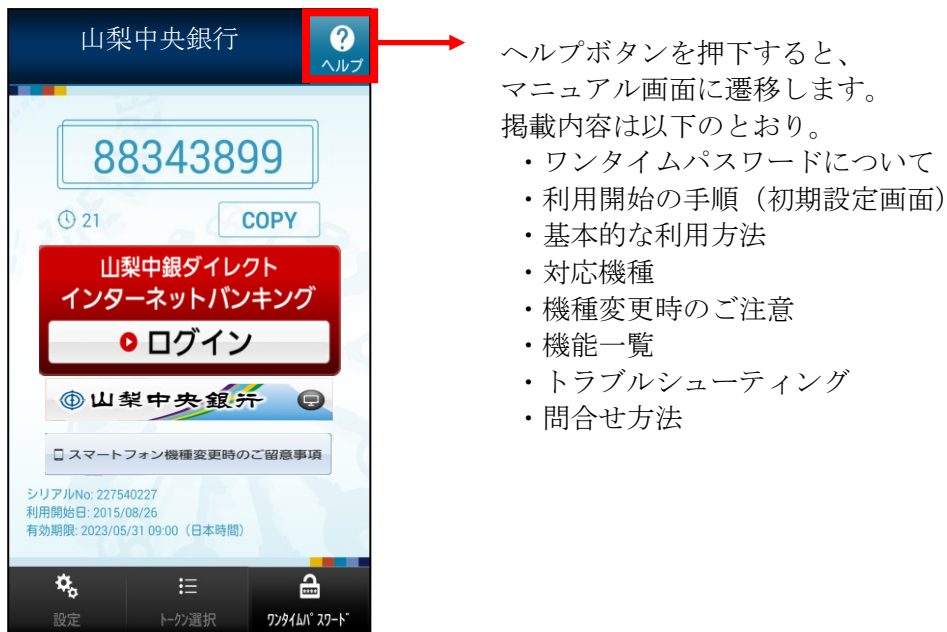 山梨中央銀行
?
ヘルプ
88343899
21
COPY
山梨中銀ダイレクト
インターネットバンキング
ログイン
山梨中央銀行
スマートフォン機種変更時のご留意事項
シリアルNo: 227540227
利用開始日: 2015/08/26
有効期限: 2023/05/31 09:00（日本時間）
設定
トークン選択
ワンタイムパスワード
ヘルプボタンを押下すると、
マニュアル画面に遷移します。
掲載内容は以下のとおり。
・ワンタイムパスワードについて
・利用開始の手順（初期設定画面）
・基本的な利用方法
・対応機種
・機種変更時のご注意
・機能一覧
・トラブルシューティング
・問合せ方法